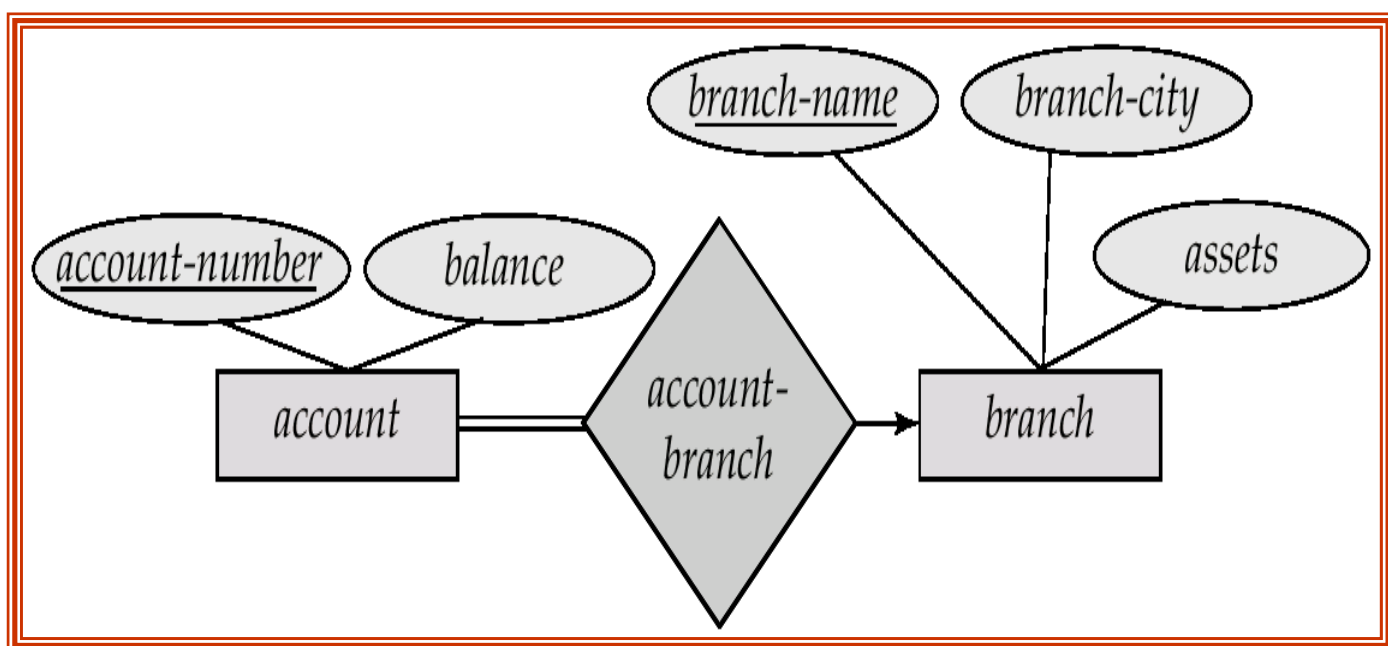 branch-name
branch-city
account-number
balance
assets
account
account-
branch
branch